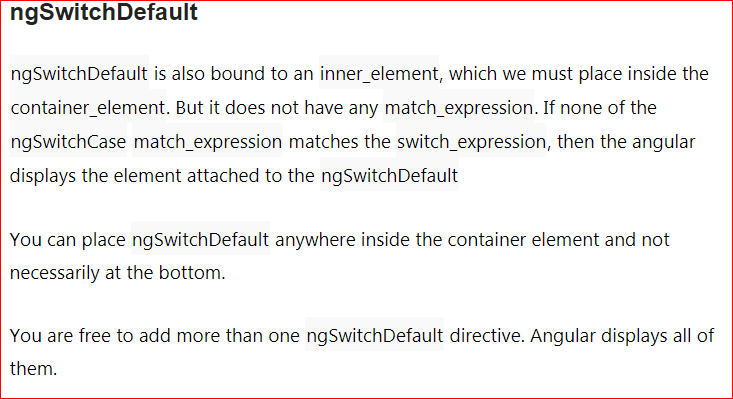 ngSwitchDefault
ngSwitchDefault is also bound to an inner_element, which we must place inside the
container_element. But it does not have any match_expression. If none of the
ngSwitchCase match_expression matches the switch_expression, then the angular
displays the element attached to the ngSwitchDefault
You can place ngSwitchDefault anywhere inside the container element and not
necessarily at the bottom.
You are free to add more than one ngSwitchDefault directive. Angular displays all of
them.